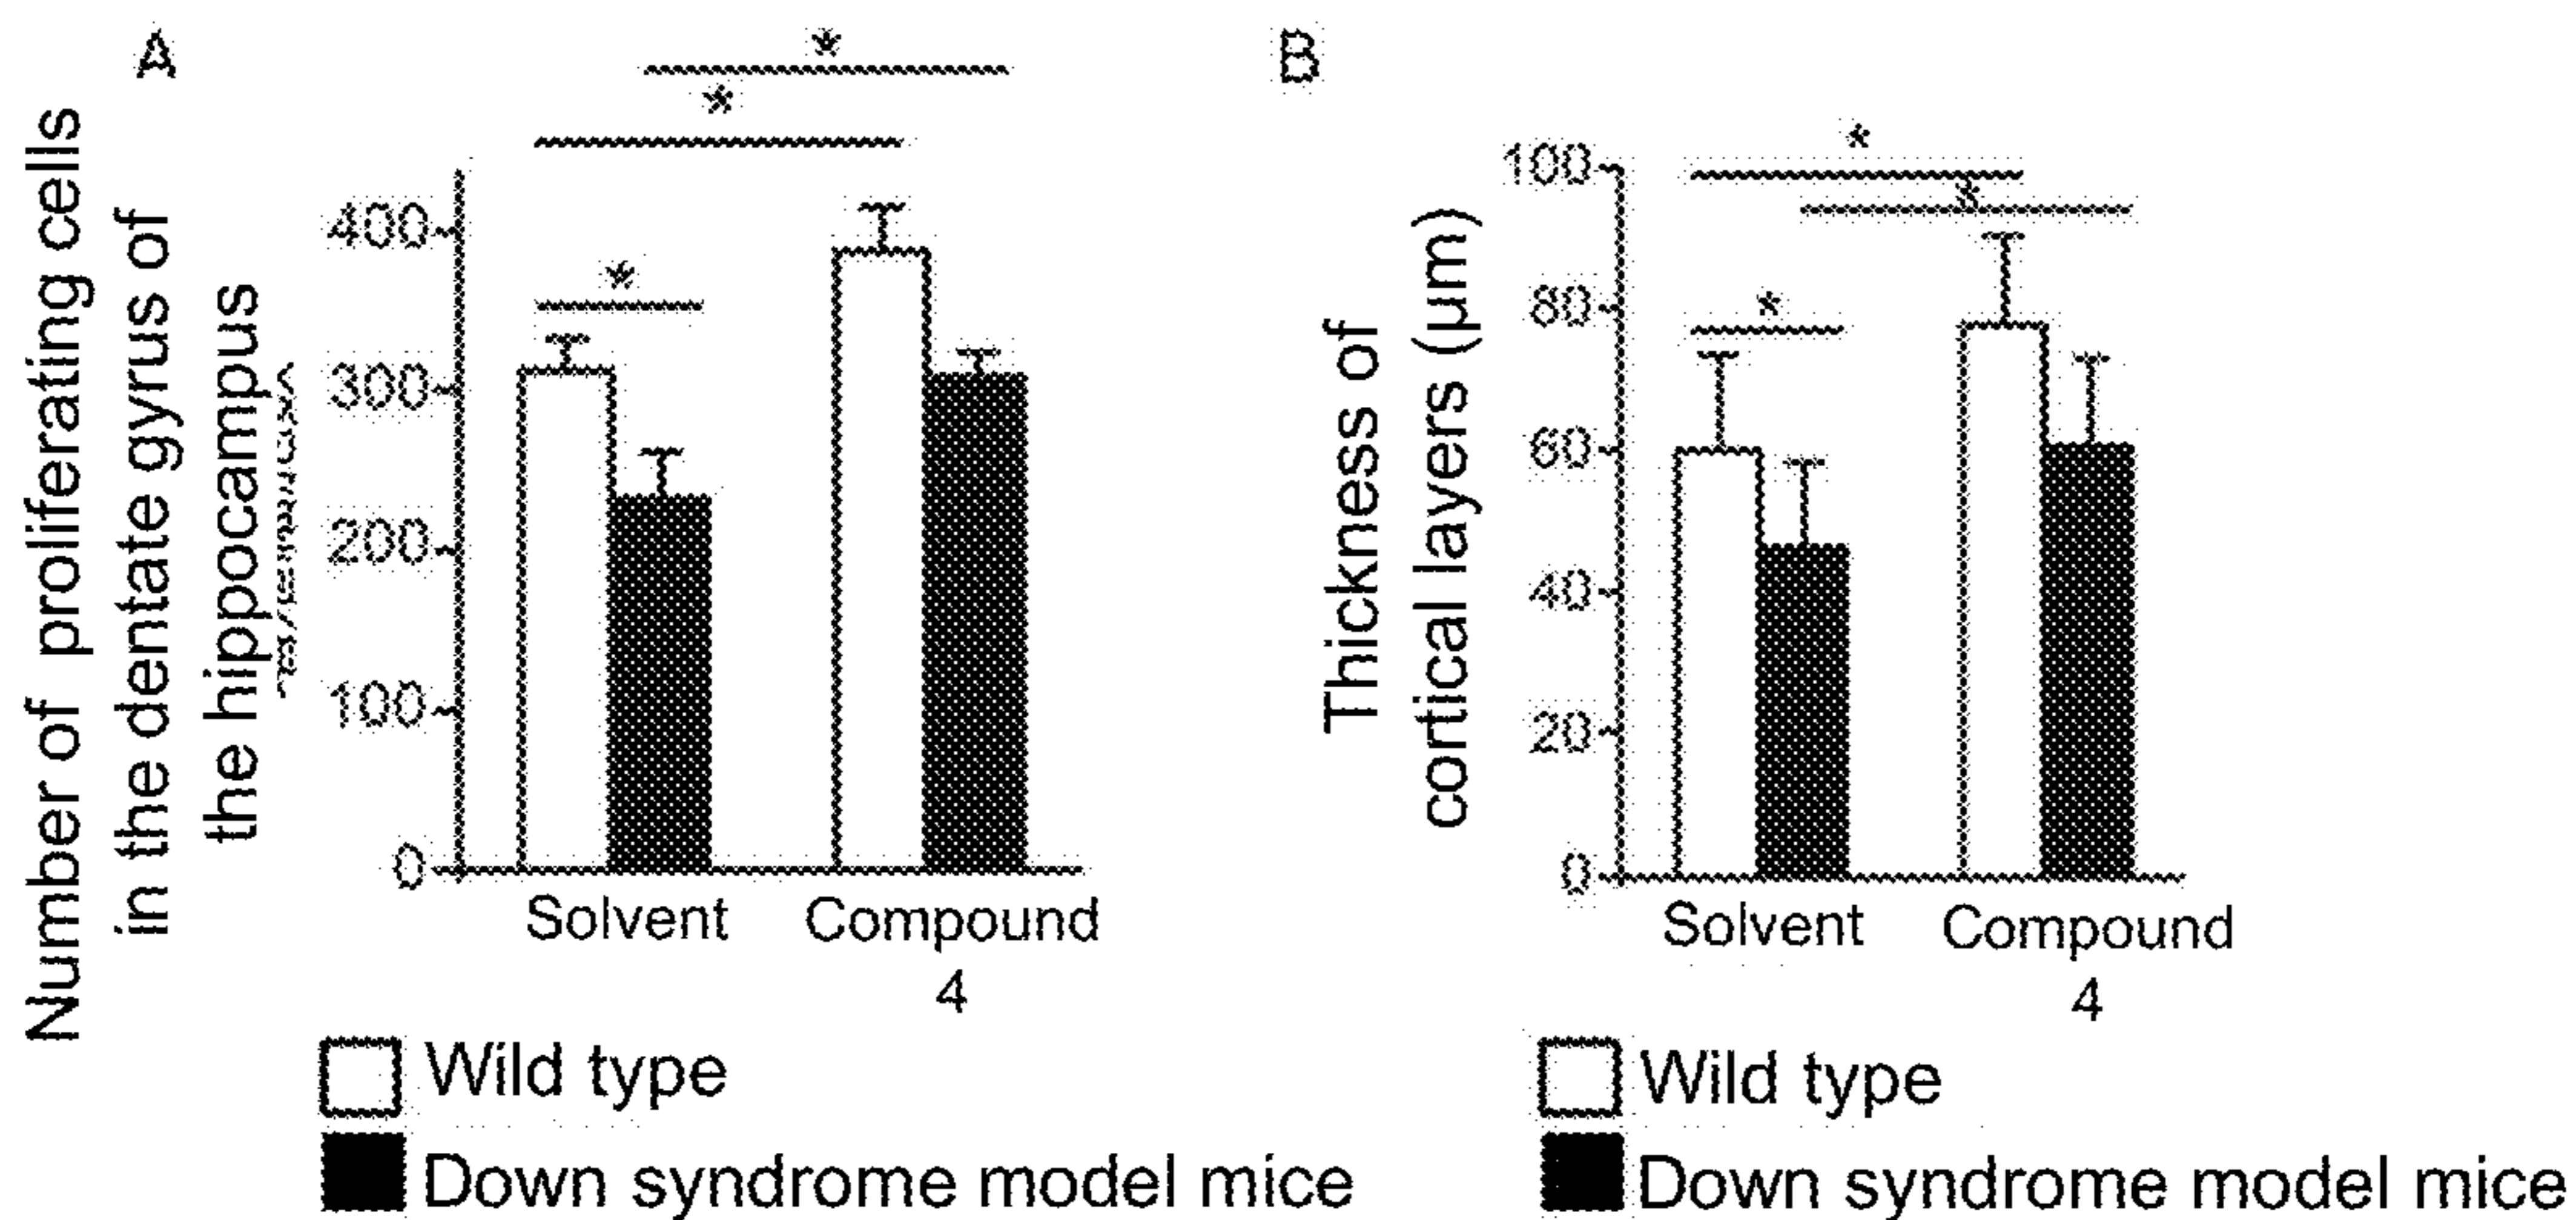 A
Number of proliferating cells
in the dentate gyrus of
the hippocampus
*
*
*
400
300
200
100
0
Solvent
Compound
4
Wild type
Down syndrome model mice
B
Thickness of
cortical layers (µm)
*
*
*
100
80
60
40
20
0
Solvent
Compound
4
Wild type
Down syndrome model mice